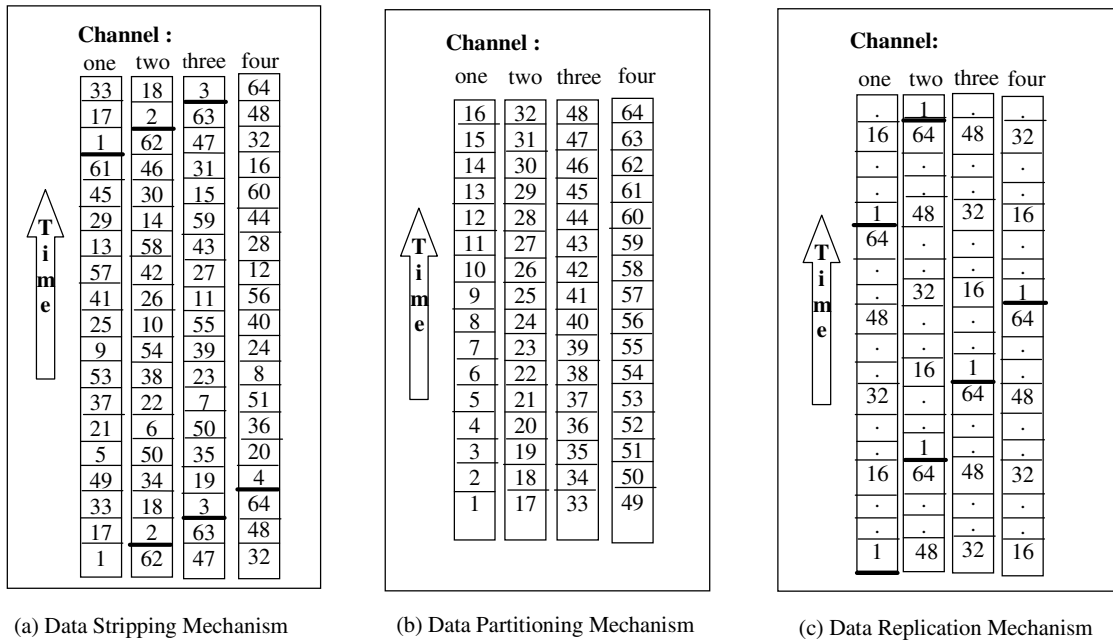 Channel :
one two three four
33 18 3 64
17 2 63 48
1 62 47 32
61 46 31 16
45 30 15 60
29 14 59 44
13 58 43 28
57 42 27 12
41 26 11 56
25 10 55 40
9 54 39 24
53 38 23 8
37 22 7 51
21 6 50 36
5 50 35 20
49 34 19 4
33 18 3 64
17 2 63 48
1 62 47 32
Time
(a) Data Stripping Mechanism
Channel :
one two three four
16 32 48 64
15 31 47 63
14 30 46 62
13 29 45 61
12 28 44 60
11 27 43 59
10 26 42 58
9 25 41 57
8 24 40 56
7 23 39 55
6 22 38 54
5 21 37 53
4 20 36 52
3 19 35 51
2 18 34 50
1 17 33 49
Time
(b) Data Partitioning Mechanism
Channel:
one two three four
. 1 . .
16 64 48 32
. . . .
. . . .
1 48 32 16
64 . . .
. . . .
. 32 16 1
48 . . 64
. . . .
. 16 1 .
32 . 64 48
. . . .
. 1 . .
16 64 48 32
. . . .
. . . .
1 48 32 16
Time
(c) Data Replication Mechanism